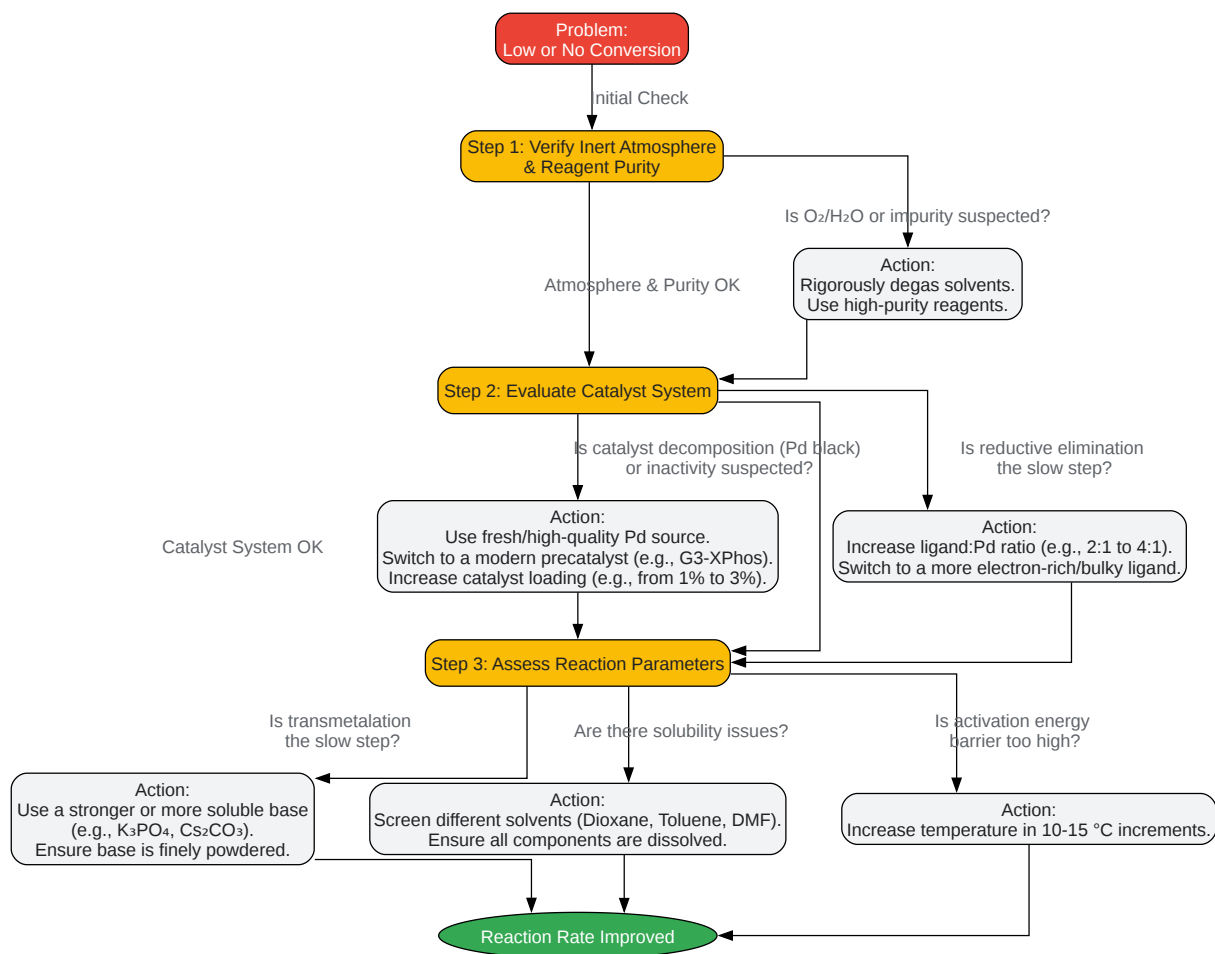 Problem:
Low or No Conversion
Initial Check
Step 1: Verify Inert Atmosphere
& Reagent Purity
Is O₂/H₂O or impurity suspected?
Action:
Rigorously degas solvents.
Use high-purity reagents.
Atmosphere & Purity OK
Step 2: Evaluate Catalyst System
Is catalyst decomposition (Pd black)
or inactivity suspected?
Is reductive elimination
the slow step?
Catalyst System OK
Action:
Use fresh/high-quality Pd source.
Switch to a modern precatalyst (e.g., G3-XPhos).
Increase catalyst loading (e.g., from 1% to 3%).
Action:
Increase ligand:Pd ratio (e.g., 2:1 to 4:1).
Switch to a more electron-rich/bulky ligand.
Step 3: Assess Reaction Parameters
Is transmetalation
the slow step?
Are there solubility issues?
Is activation energy
barrier too high?
Action:
Use a stronger or more soluble base
(e.g., K₃PO₄, Cs₂CO₃).
Ensure base is finely powdered.
Action:
Screen different solvents (Dioxane, Toluene, DMF).
Ensure all components are dissolved.
Action:
Increase temperature in 10-15 °C increments.
Reaction Rate Improved